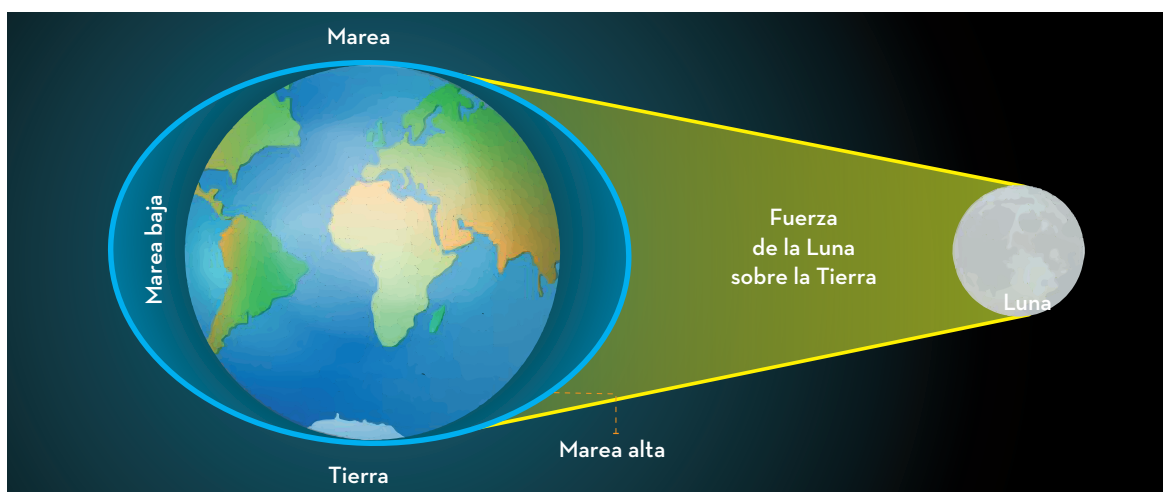 Marea
Marea baja
Fuerza
de la Luna
sobre la Tierra
Luna
Marea alta
Tierra